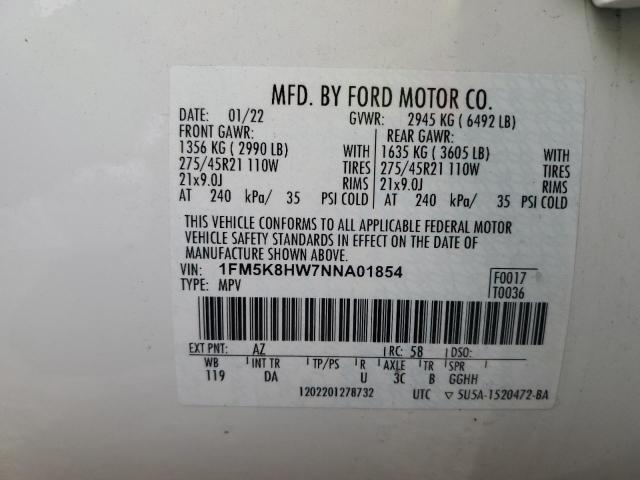 MFD. BY FORD MOTOR CO.
DATE: 01/22 GVWR: 2945 KG ( 6492 LB)
FRONT GAWR: REAR GAWR:
1356 KG ( 2990 LB) WITH 1635 KG ( 3605 LB) WITH
275/45R21 110W TIRES 275/45R21 110W TIRES
21x9.0J RIMS 21x9.0J RIMS
AT 240 kPa/ 35 PSI COLD AT 240 kPa/ 35 PSI COLD
THIS VEHICLE CONFORMS TO ALL APPLICABLE FEDERAL MOTOR
VEHICLE SAFETY STANDARDS IN EFFECT ON THE DATE OF
MANUFACTURE SHOWN ABOVE.
VIN: 1FM5K8HW7NNA01854 F0017
TYPE: MPV T0036
EXT PNT: AZ RC: 58 DSO:
WB INT TR TP/PS R AXLE TR SPR
119 DA U 3C B GGHH
1202201278732 UTC ▽ 5U5A-1520472-BA